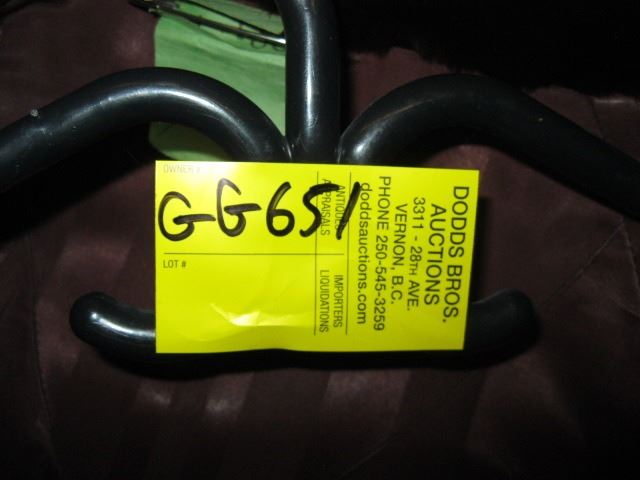 OWNER #
GG651
LOT #
ANTIQUES
APPRAISALS
IMPORTERS
LIQUIDATIONS
DODDS BROS.
AUCTIONS
3311 - 28TH AVE.
VERNON, B.C.
PHONE 250-545-3259
doddsauctions.com